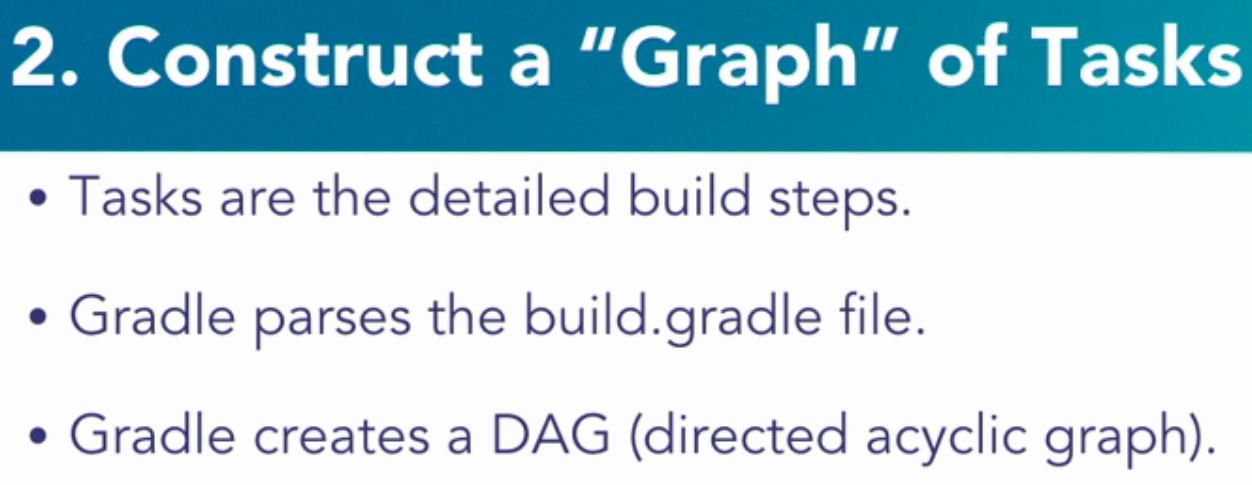 2. Construct a “Graph” of Tasks
• Tasks are the detailed build steps.
• Gradle parses the build.gradle file.
• Gradle creates a DAG (directed acyclic graph).